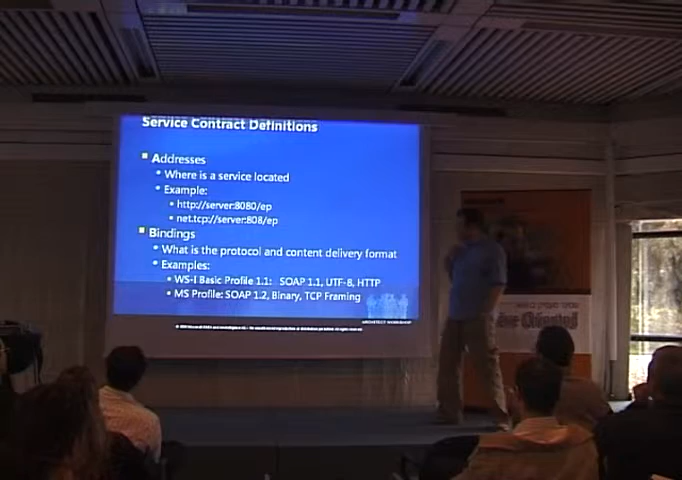 Service Contract Definitions
Addresses
Where is a service located
Example:
http://server:8080/ep
net.tcp://server:808/ep
Bindings
What is the protocol and content delivery format
Examples:
WS-I Basic Profile 1.1: SOAP 1.1, UTF-8, HTTP
MS Profile: SOAP 1.2, Binary, TCP Framing
Oriented